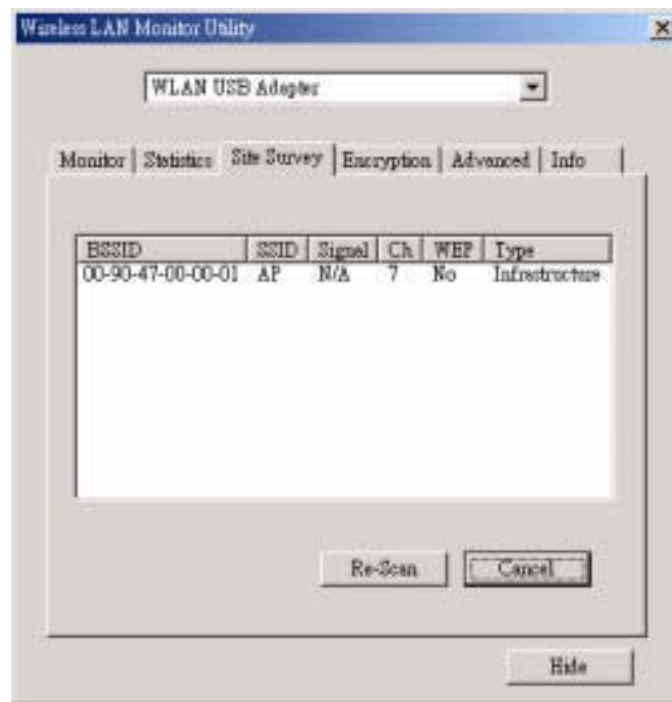 Wireless LAN Monitor Utility
WLAN USB Adapter
Monitor Statistics Site Survey Encryption Advanced Info
BSSID SSID Signal Ch WEP Type
00-90-47-00-00-01 AP N/A 7 No Infrastructure
Re-Scan Cancel
Hide